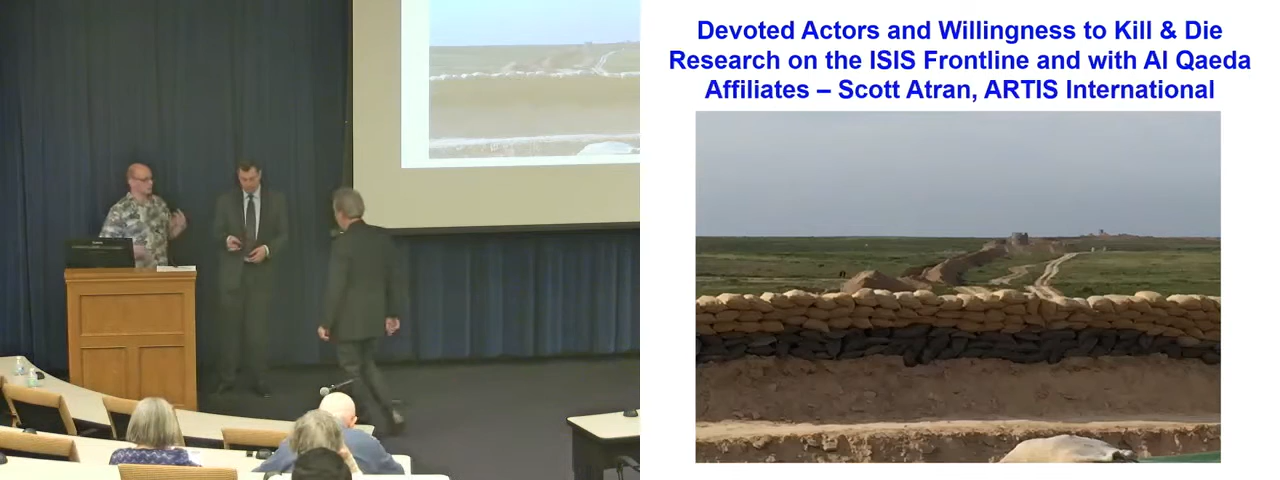 Devoted Actors and Willingness to Kill & Die
Research on the ISIS Frontline and with Al Qaeda
Affiliates – Scott Atran, ARTIS International